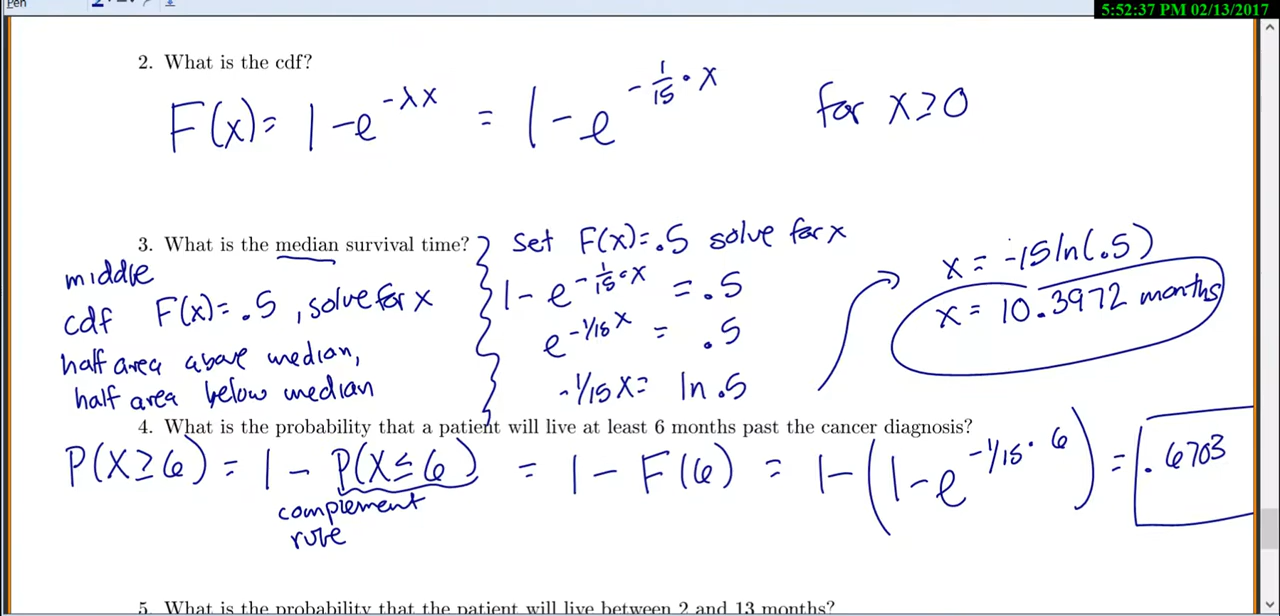 Pen
5:52:37 PM 02/13/2017
2. What is the cdf?
F(x) = 1 - e^{-λx} = 1 - e^{-1/15 · x} for x ≥ 0
3. What is the median survival time?
middle
cdf F(x) = .5, solve for x
half area above median,
half area below median
Set F(x) = .5 solve for x
1 - e^{-1/15 · x} = .5
e^{-1/15 x} = .5
-1/15 x = ln .5
x = -15 ln(.5)
x = 10.3972 months
4. What is the probability that a patient will live at least 6 months past the cancer diagnosis?
P(X ≥ 6) = 1 - P(X ≤ 6) = 1 - F(6) = 1 - (1 - e^{-1/15 · 6}) = .6703
complement
rule
5. What is the probability that the patient will live between 2 and 13 months?